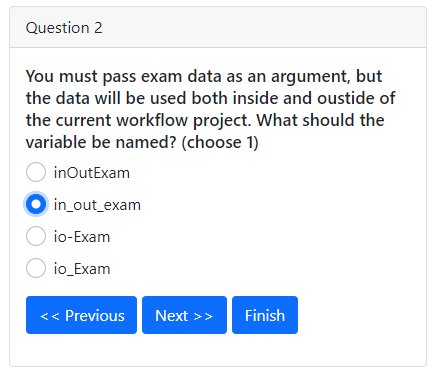 Question 2
You must pass exam data as an argument, but
the data will be used both inside and oustide of
the current workflow project. What should the
variable be named? (choose 1)
inOutExam
in_out_exam
io-Exam
io_Exam
<< Previous
Next >>
Finish